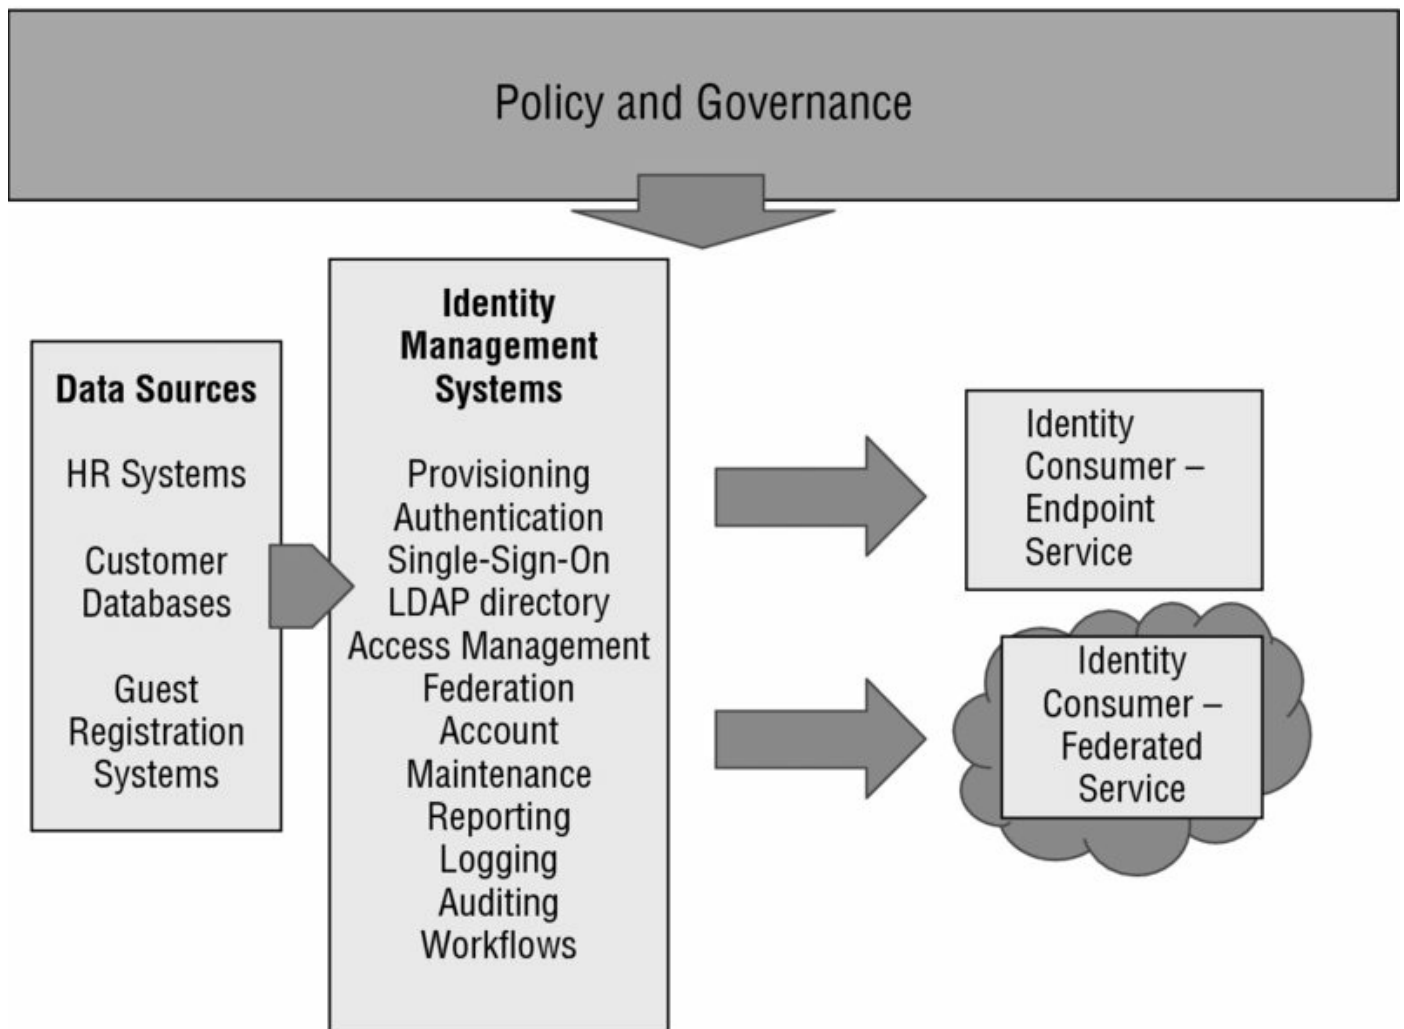 Policy and Governance
Data Sources
HR Systems
Customer
Databases
Guest
Registration
Systems
Identity
Management
Systems
Provisioning
Authentication
Single-Sign-On
LDAP directory
Access Management
Federation
Account
Maintenance
Reporting
Logging
Auditing
Workflows
Identity
Consumer –
Endpoint
Service
Identity
Consumer –
Federated
Service